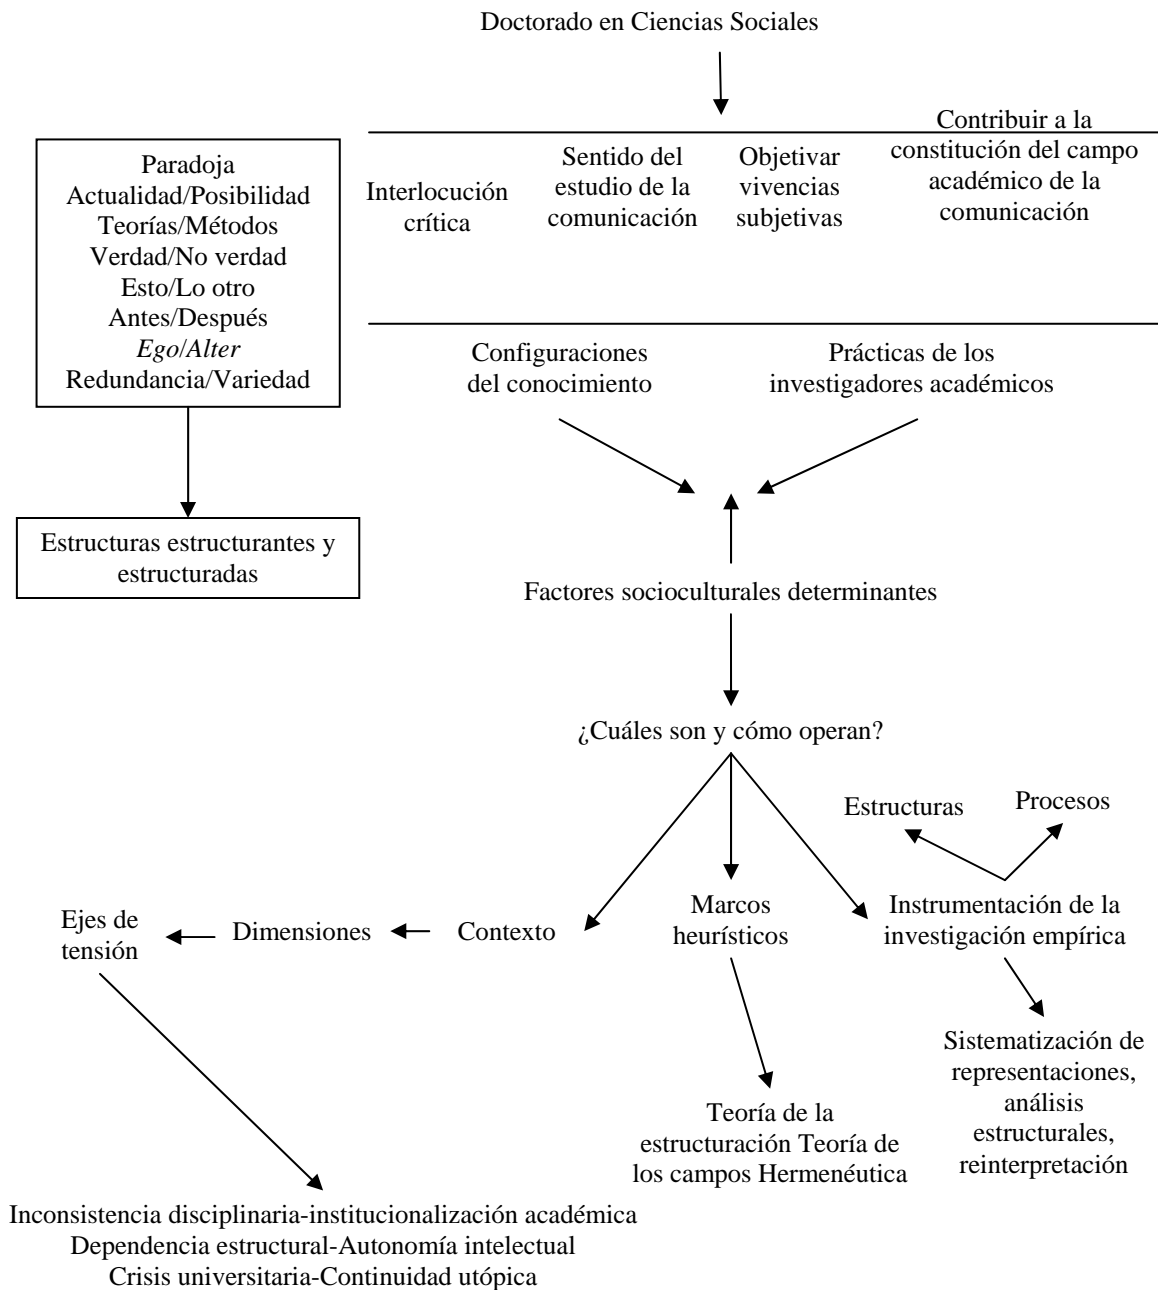 Doctorado en Ciencias Sociales
Paradoja
Actualidad/Posibilidad
Teorías/Métodos
Verdad/No verdad
Esto/Lo otro
Antes/Después
Ego/Alter
Redundancia/Variedad
Interlocución
crítica
Sentido del
estudio de la
comunicación
Objetivar
vivencias
subjetivas
Contribuir a la
constitución del campo
académico de la
comunicación
Configuraciones
del conocimiento
Prácticas de los
investigadores académicos
Estructuras estructurantes y
estructuradas
Factores socioculturales determinantes
¿Cuáles son y cómo operan?
Estructuras
Procesos
Ejes de
tensión
Dimensiones
Contexto
Marcos
heurísticos
Instrumentación de la
investigación empírica
Teoría de la
estructuración Teoría de
los campos Hermenéutica
Sistematización de
representaciones,
análisis
estructurales,
reinterpretación
Inconsistencia disciplinaria-institucionalización académica
Dependencia estructural-Autonomía intelectual
Crisis universitaria-Continuidad utópica